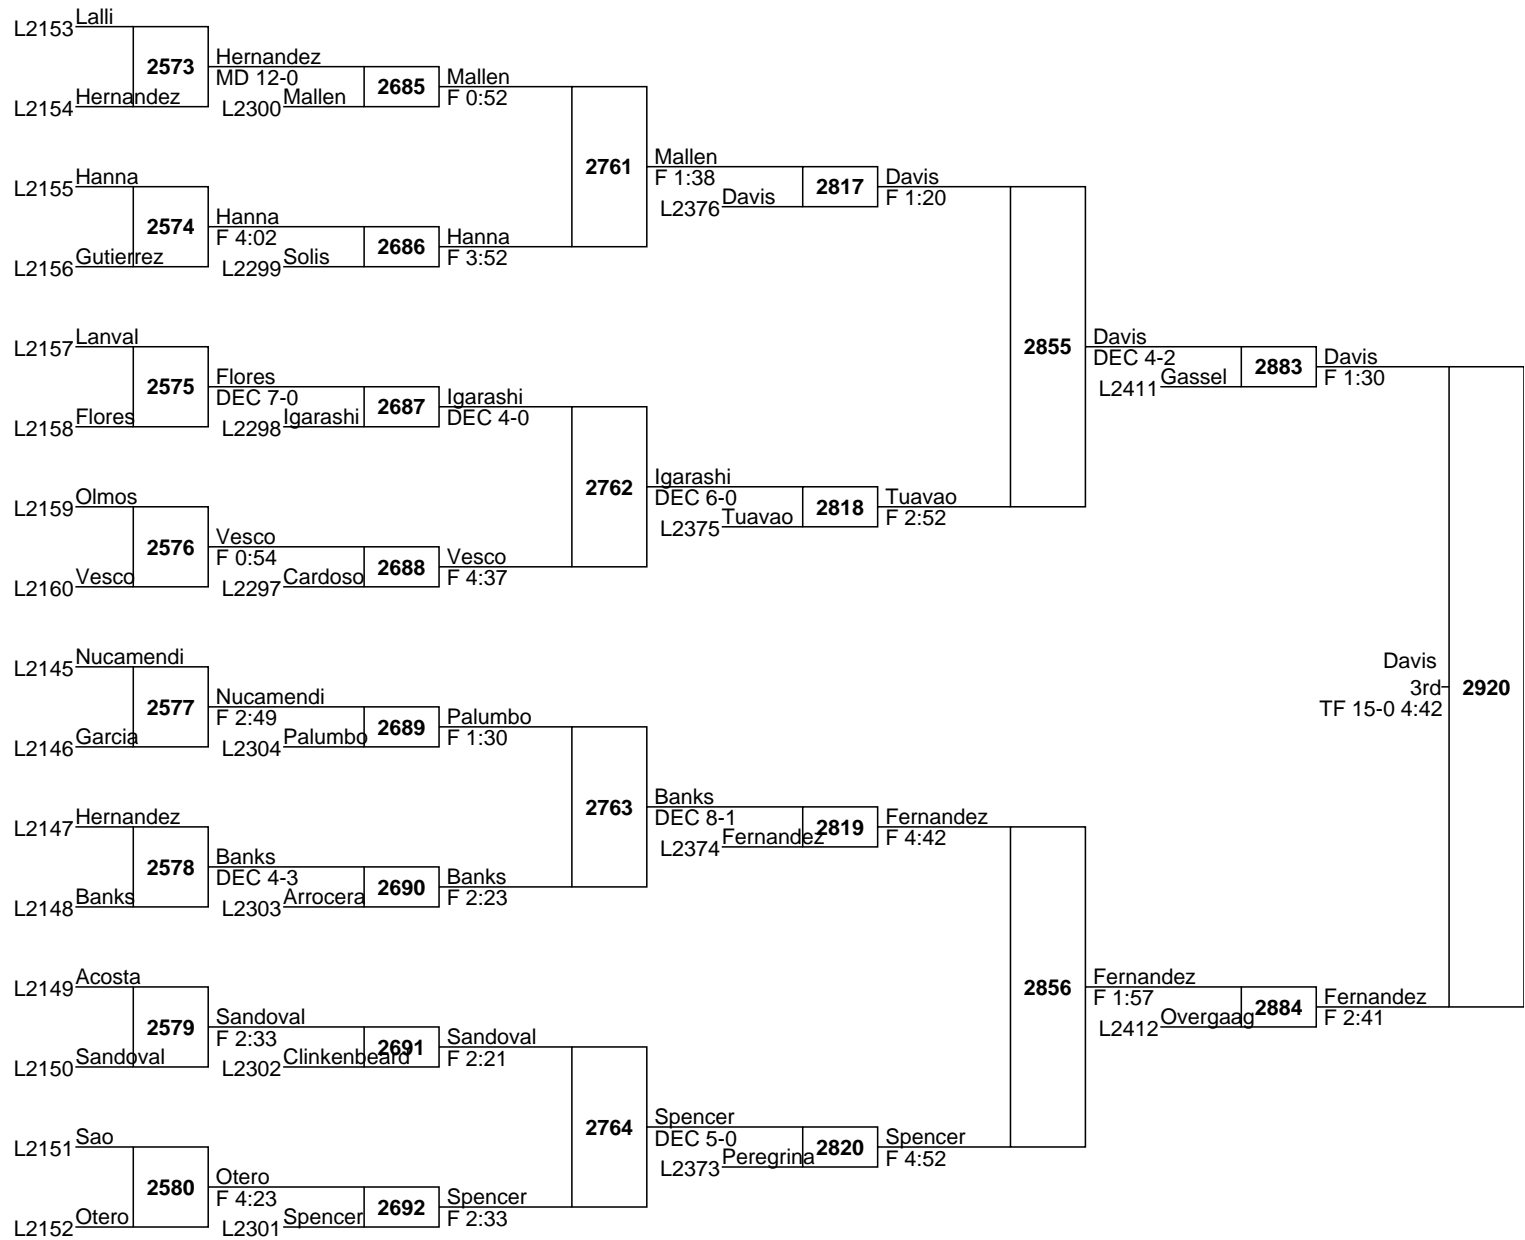 Lalli
L2153
2573
Hernandez
MD 12-0
L2154 Hernandez
L2300 Mallen
2685
Mallen
F 0:52
2761
Mallen
F 1:38
L2376 Davis
2817
Davis
F 1:20
L2155 Hanna
2574
Hanna
F 4:02
L2156 Gutierrez
L2299 Solis
2686
Hanna
F 3:52
2855
Davis
DEC 4-2
L2411 Gassel
2883
Davis
F 1:30
L2157 Lanval
2575
Flores
DEC 7-0
L2158 Flores
L2298 Igarashi
2687
Igarashi
DEC 4-0
2762
Igarashi
DEC 6-0
L2375 Tuavao
2818
Tuavao
F 2:52
L2159 Olmos
2576
Vesco
F 0:54
L2160 Vesco
L2297 Cardoso
2688
Vesco
F 4:37
Davis
3rd
TF 15-0 4:42
2920
L2145 Nucamendi
2577
Nucamendi
F 2:49
L2146 Garcia
L2304 Palumbo
2689
Palumbo
F 1:30
2763
Banks
DEC 8-1
L2374 Fernandez
2819
Fernandez
F 4:42
L2147 Hernandez
2578
Banks
DEC 4-3
L2148 Banks
L2303 Arrocera
2690
Banks
F 2:23
2856
Fernandez
F 1:57
L2412 Overgaag
2884
Fernandez
F 2:41
L2149 Acosta
2579
Sandoval
F 2:33
L2150 Sandoval
L2302 Clinkenbeard
2691
Sandoval
F 2:21
2764
Spencer
DEC 5-0
L2373 Peregrina
2820
Spencer
F 4:52
L2151 Sao
2580
Otero
F 4:23
L2152 Otero
L2301 Spencer
2692
Spencer
F 2:33